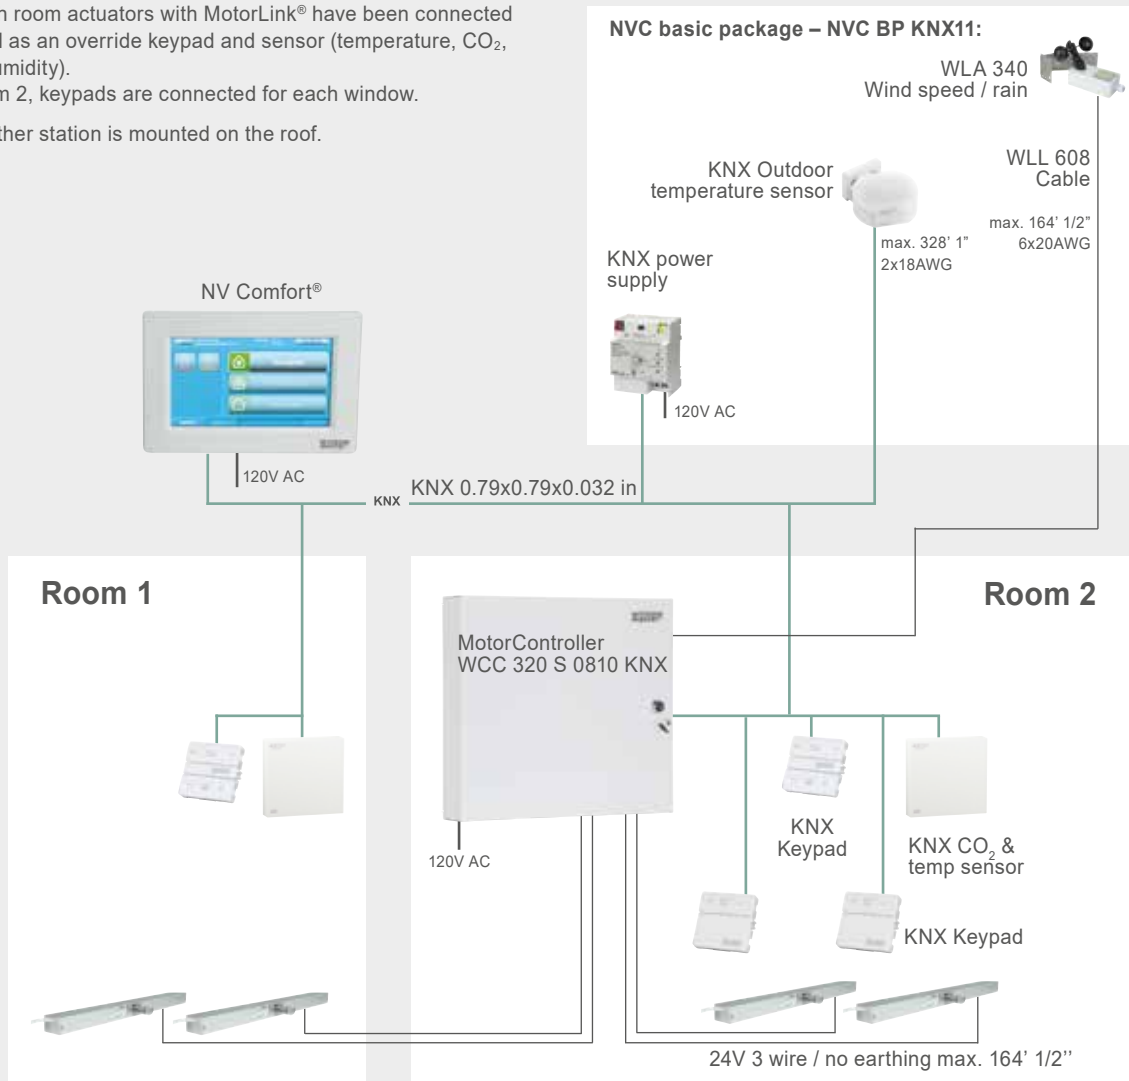 room actuators with MotorLink® have been connected
as an override keypad and sensor (temperature, CO₂,
2, keypads are connected for each window.
station is mounted on the roof.
NVC basic package – NVC BP KNX11:
WLA 340
Wind speed / rain
WLL 608
Cable
max. 164' 1/2"
6x20AWG
KNX Outdoor
temperature sensor
max. 328' 1"
2x18AWG
KNX power
supply
120V AC
NV Comfort®
120V AC
KNX
KNX 0.79x0.79x0.032 in
Room 1
Room 2
MotorController
WCC 320 S 0810 KNX
120V AC
KNX
Keypad
KNX CO₂ &
temp sensor
KNX Keypad
24V 3 wire / no earthing max. 164' 1/2''